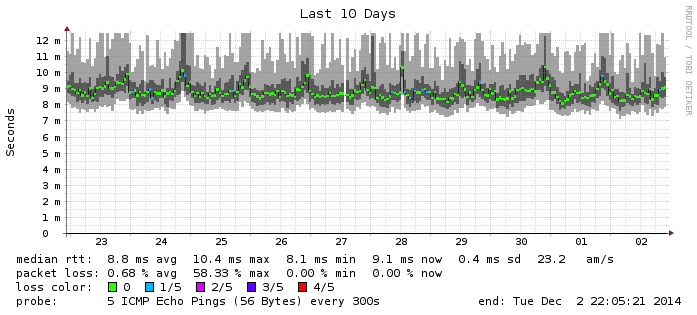 Last 10 Days
RRDTOOL / TOBI OETIKER
Seconds
12 m
11 m
10 m
9 m
8 m
7 m
6 m
5 m
4 m
3 m
2 m
1 m
0
23 24 25 26 27 28 29 30 01 02
median rtt: 8.8 ms avg 10.4 ms max 8.1 ms min 9.1 ms now 0.4 ms sd 23.2 am/s
packet loss: 0.68 % avg 58.33 % max 0.00 % min 0.00 % now
loss color: 0 1/5 2/5 3/5 4/5
probe: 5 ICMP Echo Pings (56 Bytes) every 300s end: Tue Dec 2 22:05:21 2014